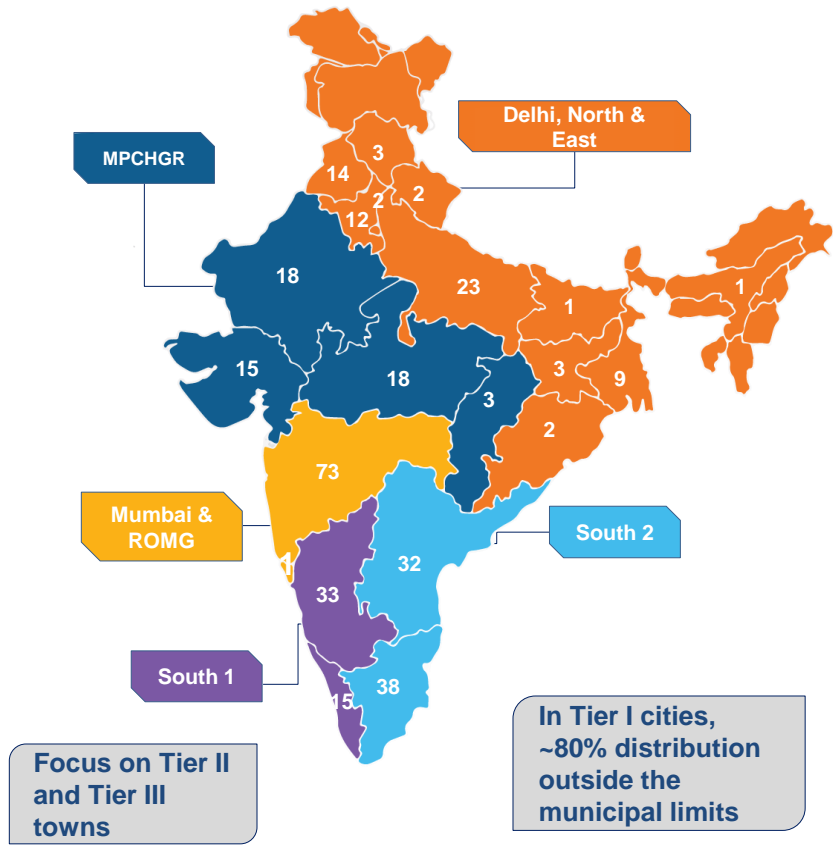 Delhi, North &
East
MPCHGR
3
14
2
2
12
18
23
1
1
15
18
3
9
3
2
73
Mumbai &
ROMG
1
32
South 2
33
South 1
15
38
In Tier I cities,
~80% distribution
outside the
municipal limits
Focus on Tier II
and Tier III
towns